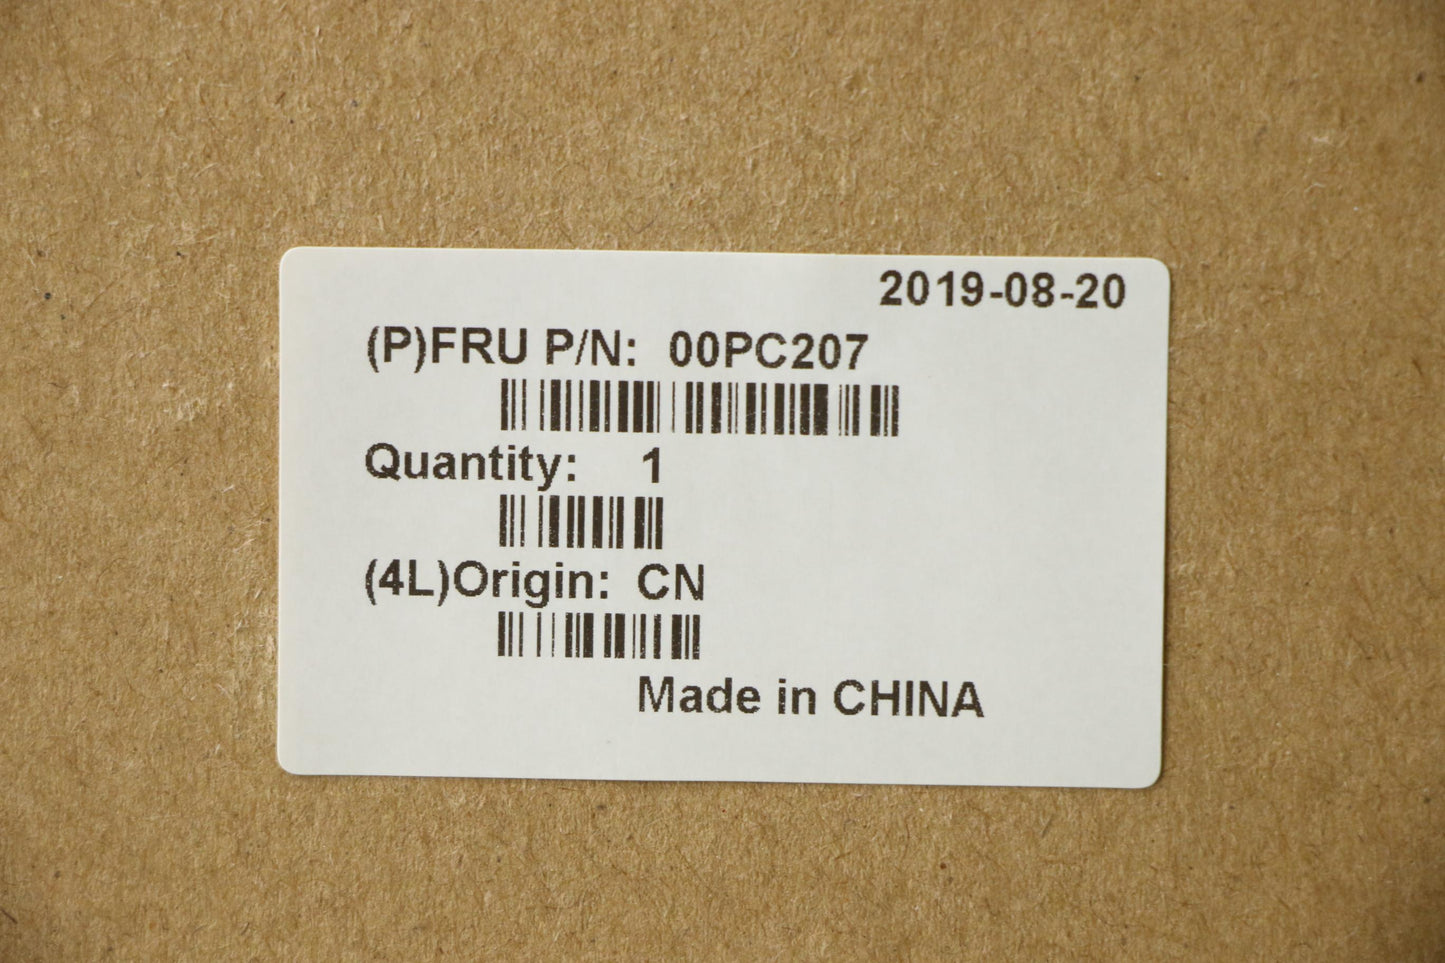 2019-08-20
(P)FRU P/N: 00PC207
Quantity: 1
(4L)Origin: CN
Made in CHINA